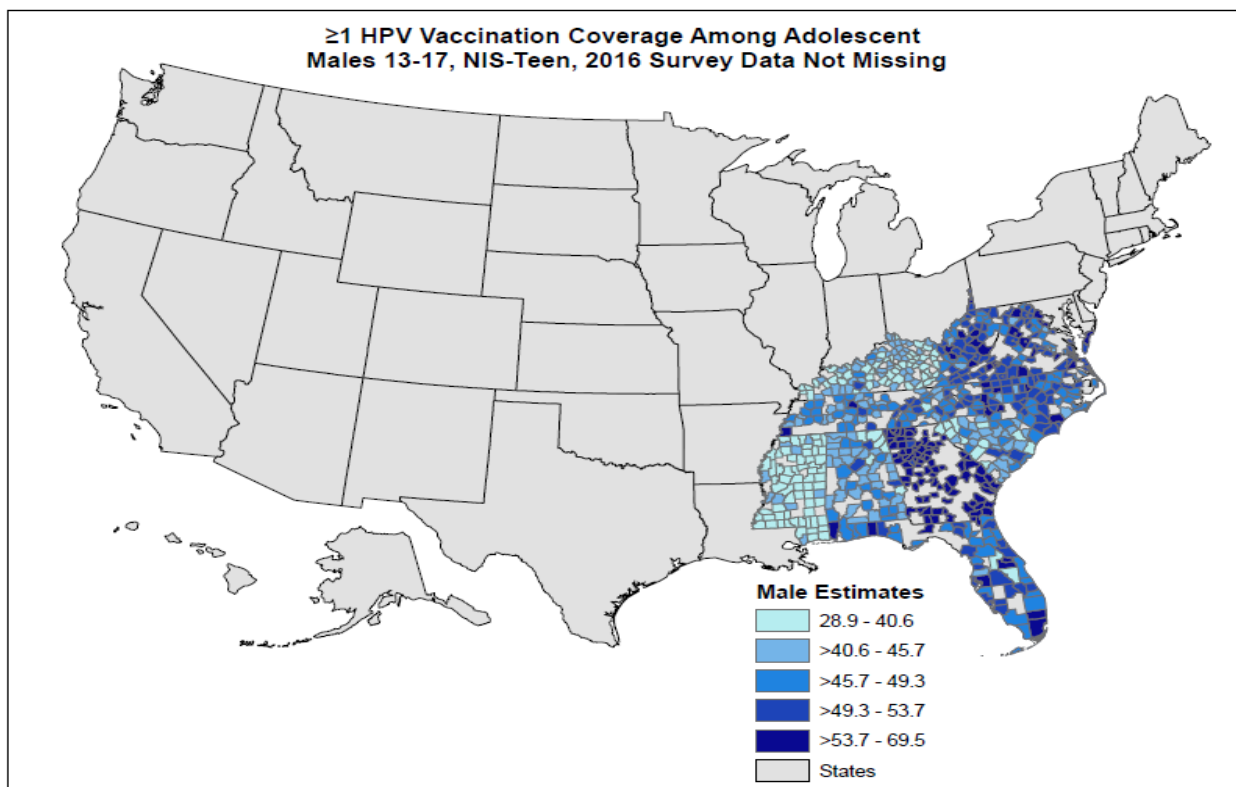 ≥1 HPV Vaccination Coverage Among Adolescent
Males 13-17, NIS-Teen, 2016 Survey Data Not Missing
Male Estimates
28.9 - 40.6
>40.6 - 45.7
>45.7 - 49.3
>49.3 - 53.7
>53.7 - 69.5
States